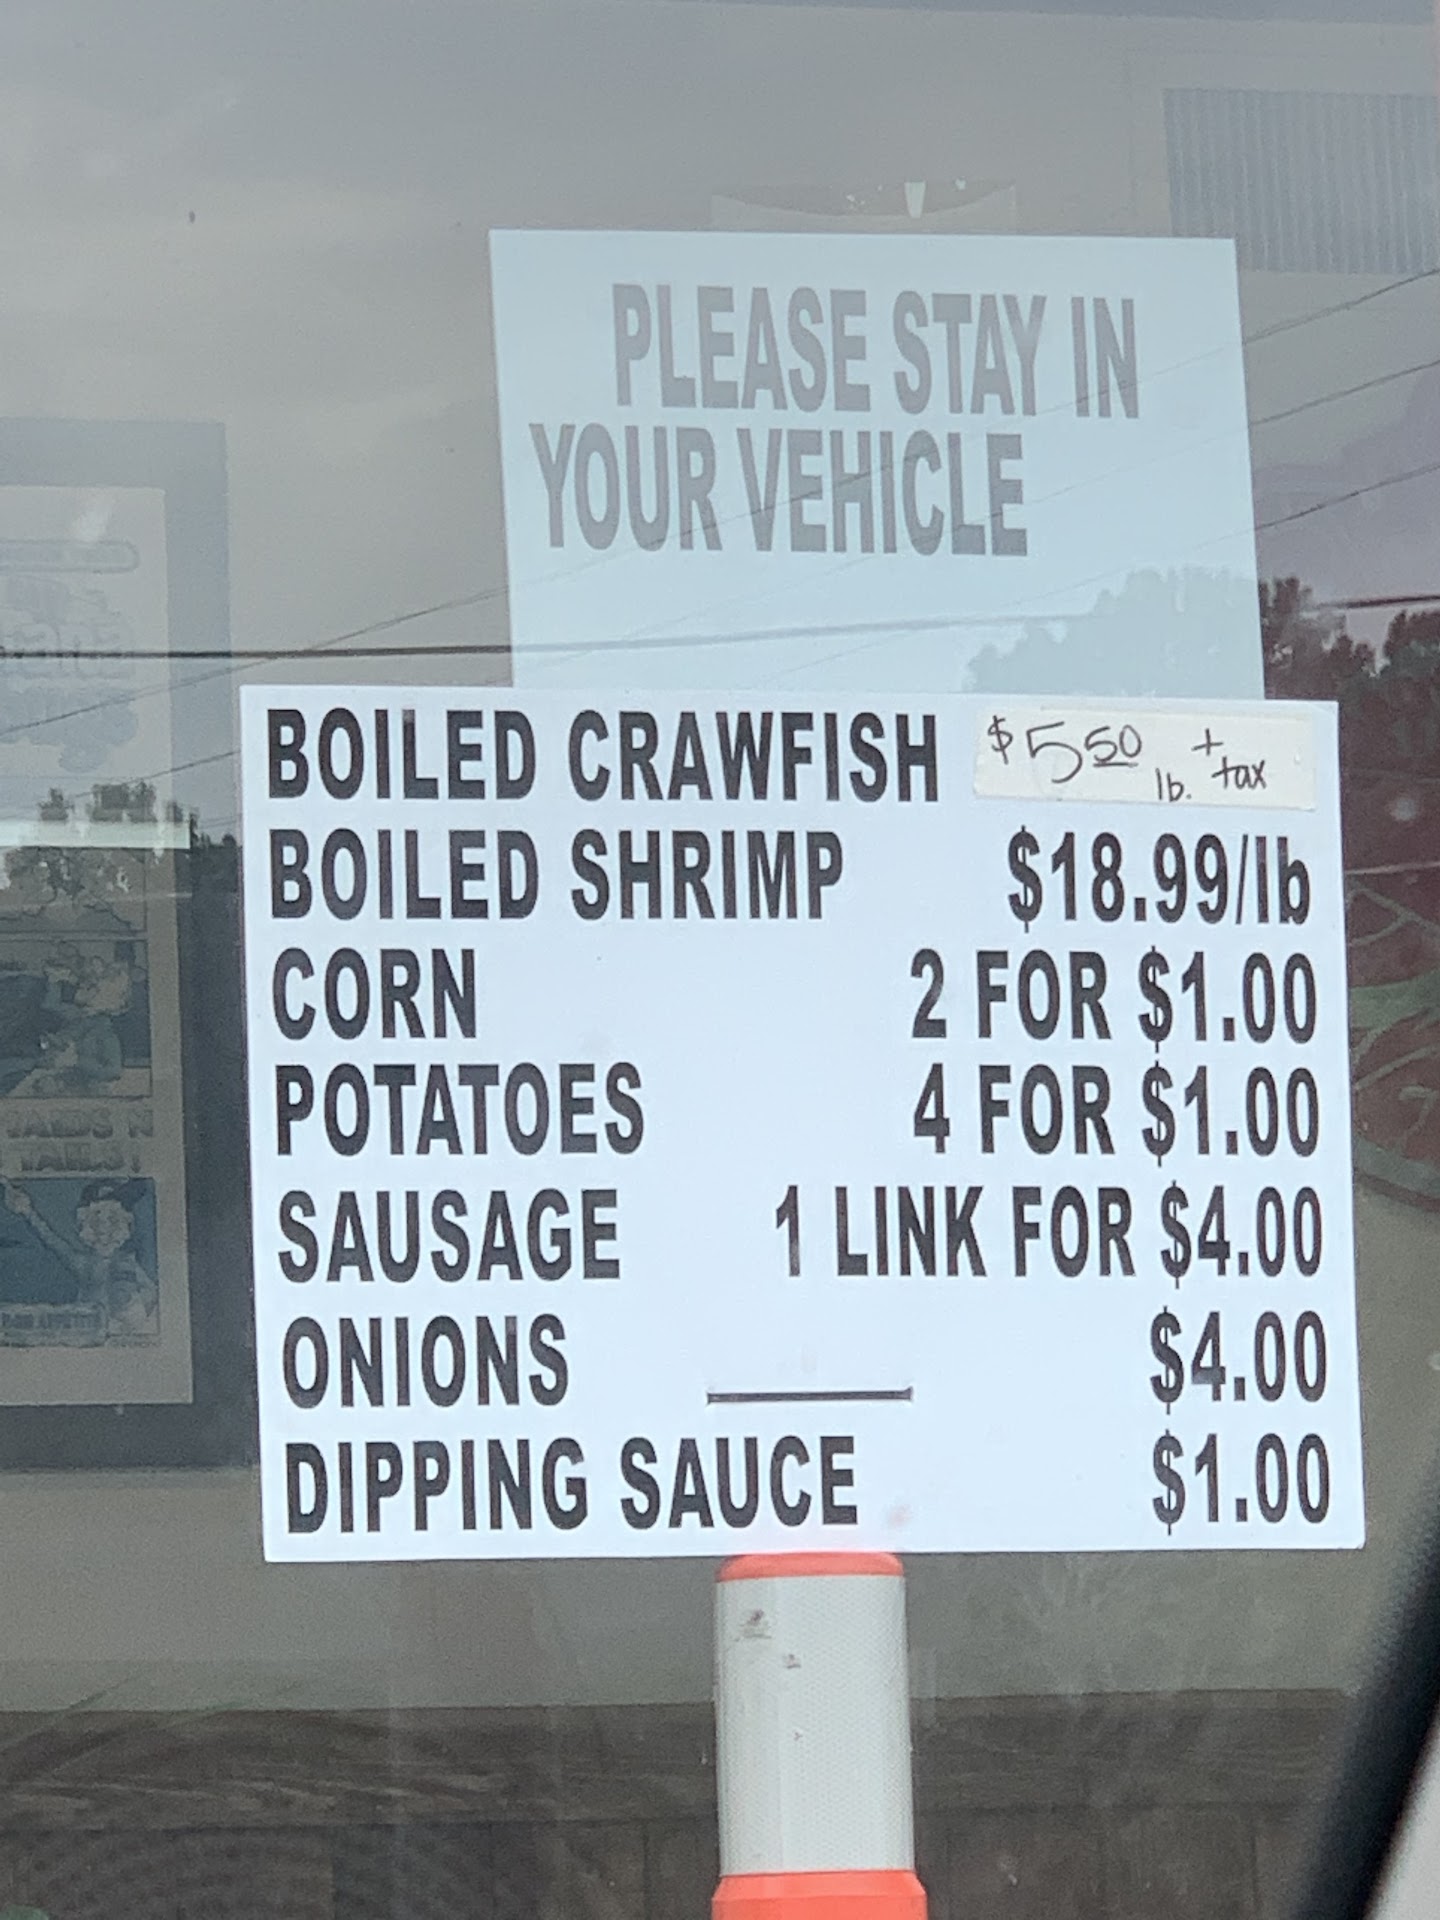 PLEASE STAY IN
YOUR VEHICLE
BOILED CRAWFISH $5.50 lb. + tax
BOILED SHRIMP $18.99/lb
CORN 2 FOR $1.00
POTATOES 4 FOR $1.00
SAUSAGE 1 LINK FOR $4.00
ONIONS $4.00
DIPPING SAUCE $1.00